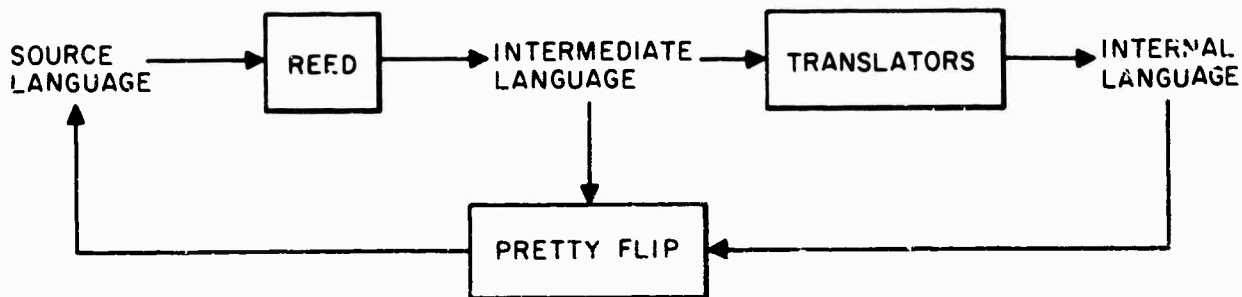 SOURCE
LANGUAGE
REED
INTERMEDIATE
LANGUAGE
TRANSLATORS
INTERNAL
LANGUAGE
PRETTY FLIP